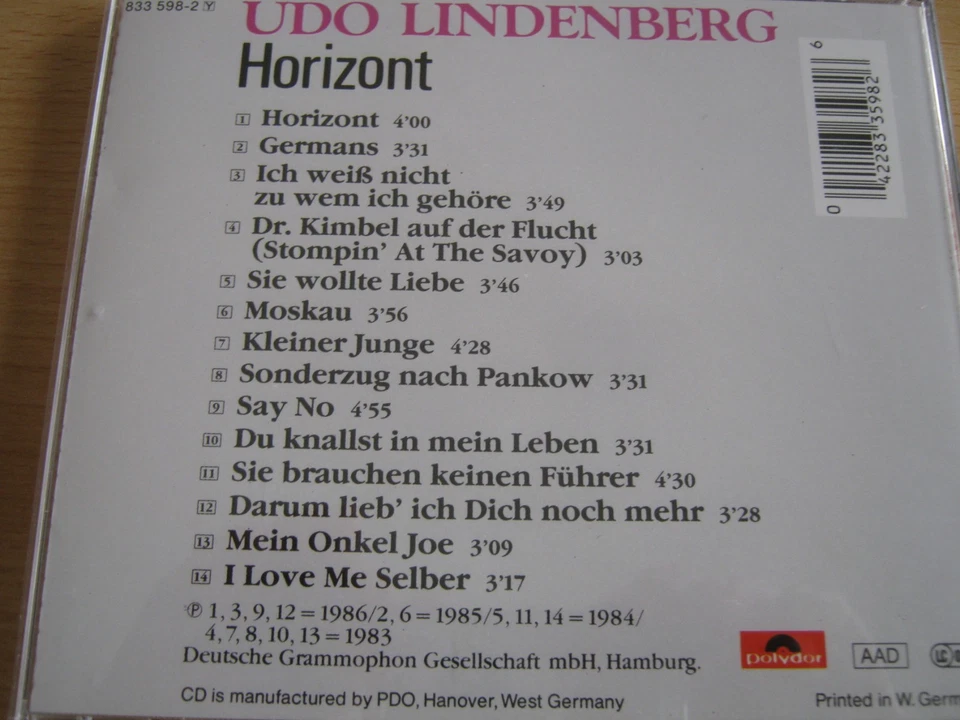 833 598-2 Y
UDO LINDENBERG
Horizont
1 Horizont 4'00
2 Germans 3'31
3 Ich weiß nicht
zu wem ich gehöre 3'49
4 Dr. Kimbel auf der Flucht
(Stompin' At The Savoy) 3'03
5 Sie wollte Liebe 3'46
6 Moskau 3'56
7 Kleiner Junge 4'28
8 Sonderzug nach Pankow 3'31
9 Say No 4'55
10 Du knallst in mein Leben 3'31
11 Sie brauchen keinen Führer 4'30
12 Darum lieb' ich Dich noch mehr 3'28
13 Mein Onkel Joe 3'09
14 I Love Me Selber 3'17
℗ 1, 3, 9, 12 = 1986/2, 6 = 1985/5, 11, 14 = 1984/
4, 7, 8, 10, 13 = 1983
Deutsche Grammophon Gesellschaft mbH, Hamburg.
CD is manufactured by PDO, Hanover, West Germany
0 42283 35982 6
polydor
AAD
LC
Printed in W. Germ